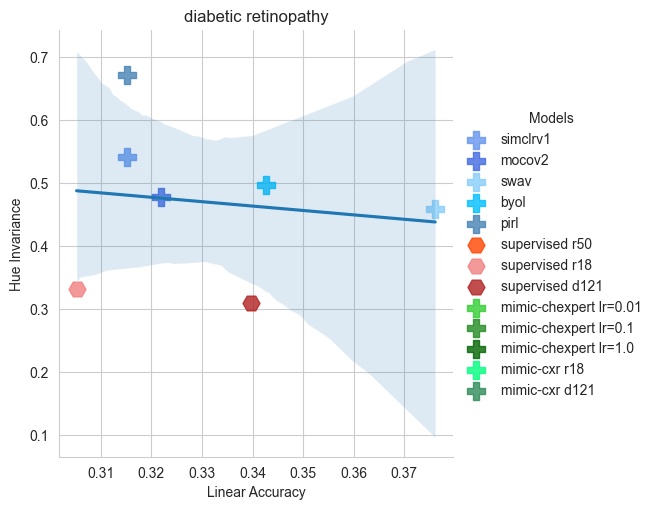 diabetic retinopathy
0.7
0.6
0.5
0.4
0.3
0.2
0.1
Hue Invariance
0.31 0.32 0.33 0.34 0.35 0.36 0.37
Linear Accuracy
Models
simclrv1
mocov2
swav
byol
pirl
supervised r50
supervised r18
supervised d121
mimic-chexpert lr=0.01
mimic-chexpert lr=0.1
mimic-chexpert lr=1.0
mimic-cxr r18
mimic-cxr d121